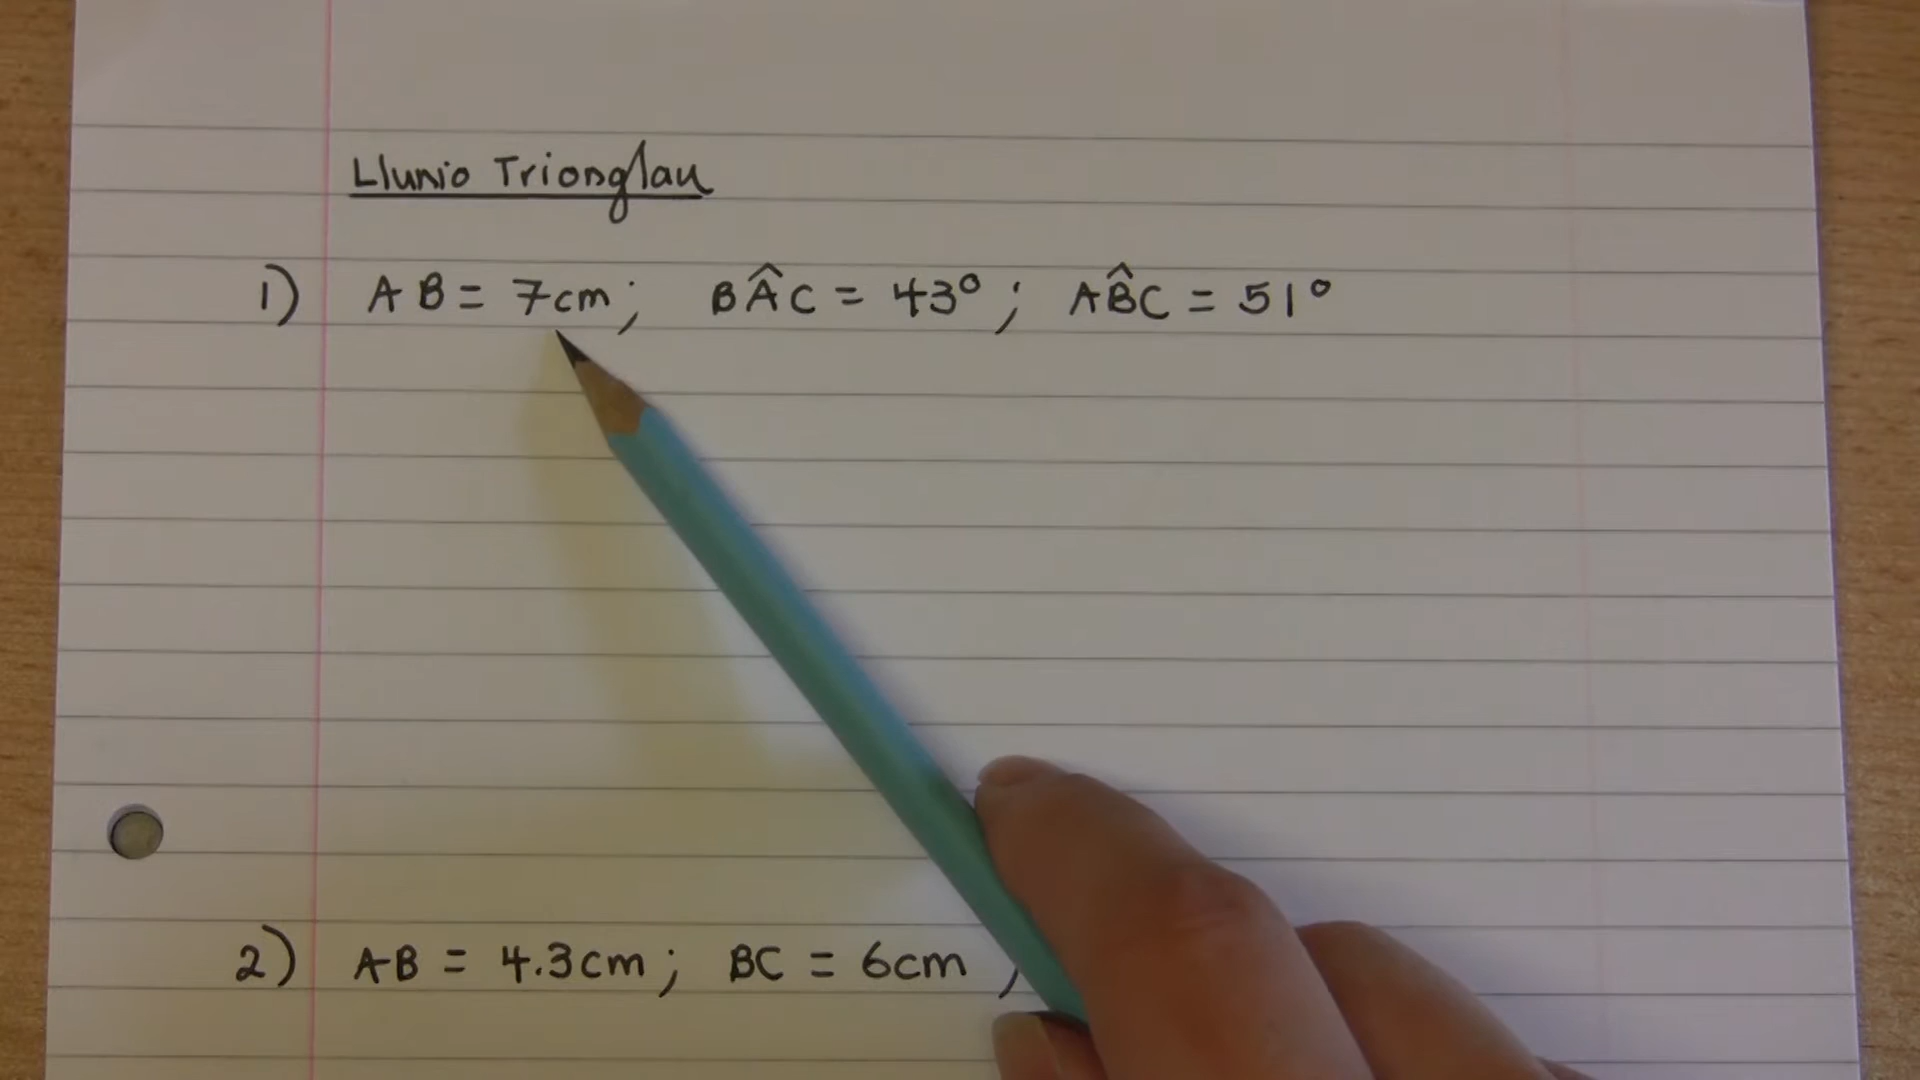 Llunio Trionglau
1) AB = 7cm; BÂC = 43°; AB̂C = 51°
2) AB = 4.3cm; BC = 6cm ;